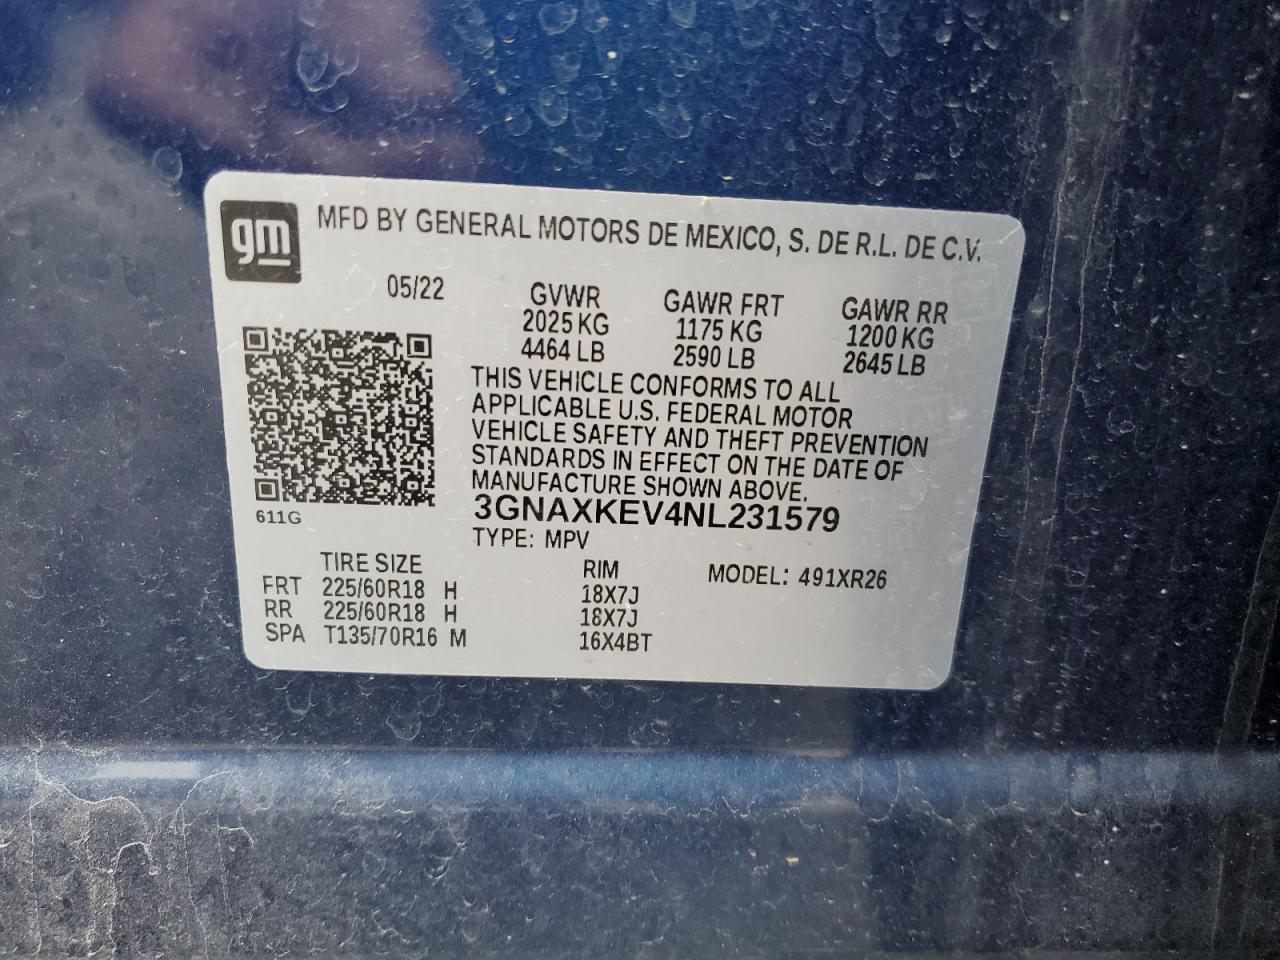 gm
MFD BY GENERAL MOTORS DE MEXICO, S. DE R.L. DE C.V.
05/22 GVWR GAWR FRT GAWR RR
2025 KG 1175 KG 1200 KG
4464 LB 2590 LB 2645 LB
THIS VEHICLE CONFORMS TO ALL
APPLICABLE U.S. FEDERAL MOTOR
VEHICLE SAFETY AND THEFT PREVENTION
STANDARDS IN EFFECT ON THE DATE OF
MANUFACTURE SHOWN ABOVE.
3GNAXKEV4NL231579
611G
TYPE: MPV
TIRE SIZE RIM MODEL: 491XR26
FRT 225/60R18 H 18X7J
RR 225/60R18 H 18X7J
SPA T135/70R16 M 16X4BT